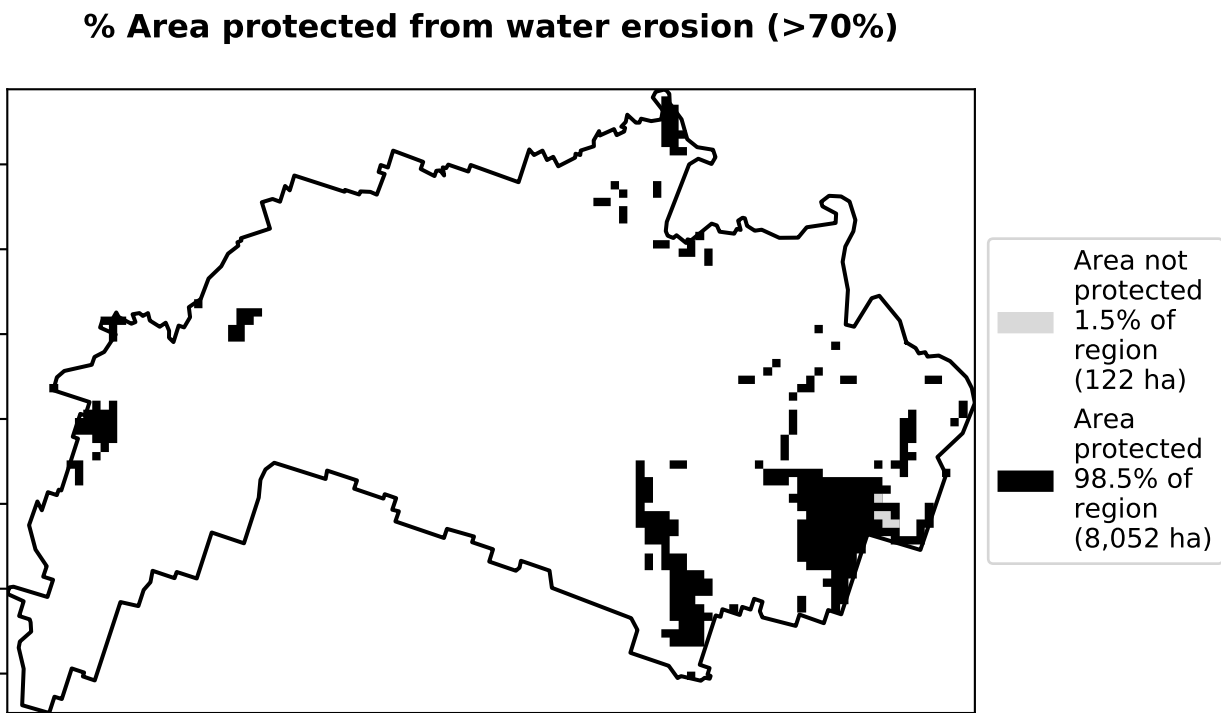 % Area protected from water erosion (>70%)
Area not
protected
1.5% of
region
(122 ha)
Area
protected
98.5% of
region
(8,052 ha)